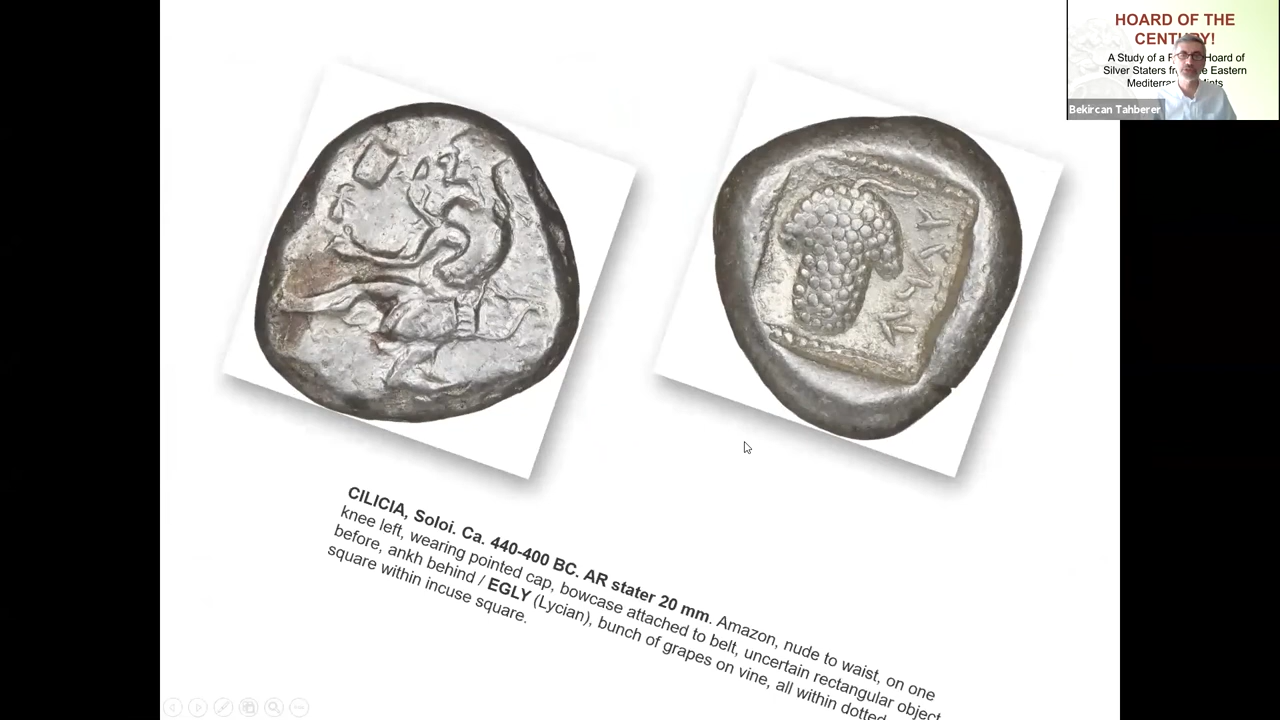 HOARD OF THE
CENTURY!
A Study of a Hoard of
Silver Staters Eastern
Mints
Bekircan Tahberer
CILICIA, Soloi. Ca. 440-400 BC. AR stater 20 mm. Amazon, nude to waist, on one
knee left, wearing pointed cap, bowcase attached to belt, uncertain rectangular object
before, ankh behind / EGLY (Lycian), bunch of grapes on vine, all within dotted
square within incuse square.